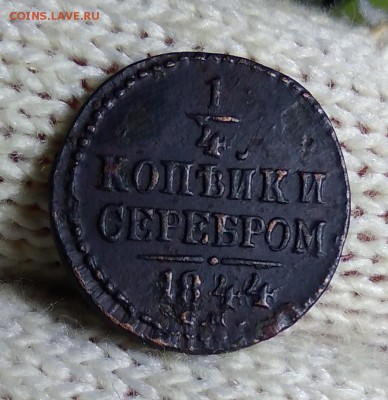 COINS.LAVE.RU
1
4
КОПѢЙКИ
СЕРЕБРОМ
1844